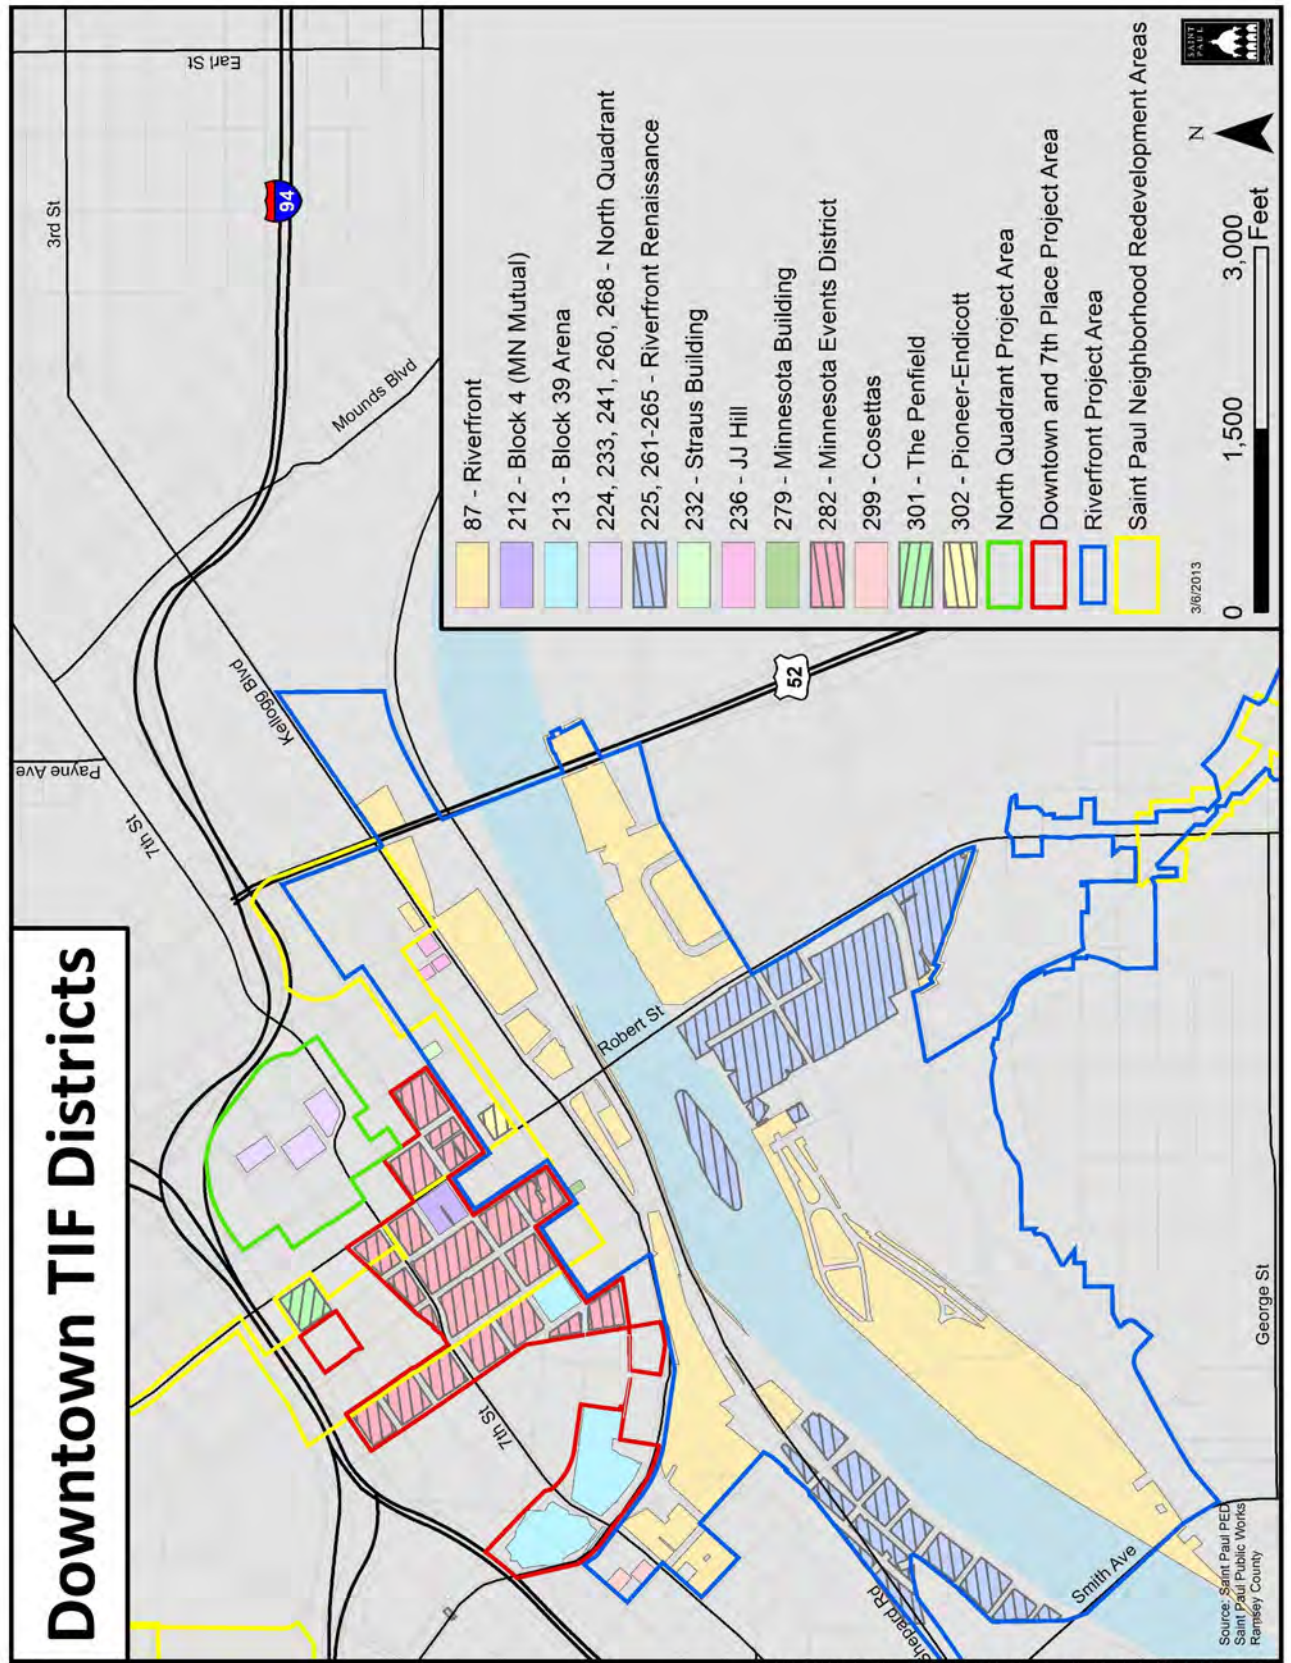 Downtown TIF Districts
Earl St
3rd St
94
Mounds Blvd
Kellogg Blvd
Payne Ave
7th St
52
Robert St
7th St
George St
Smith Ave
Shepard Rd
87 - Riverfront
212 - Block 4 (MN Mutual)
213 - Block 39 Arena
224, 233, 241, 260, 268 - North Quadrant
225, 261-265 - Riverfront Renaissance
232 - Straus Building
236 - JJ Hill
279 - Minnesota Building
282 - Minnesota Events District
299 - Cosettas
301 - The Penfield
302 - Pioneer-Endicott
North Quadrant Project Area
Downtown and 7th Place Project Area
Riverfront Project Area
Saint Paul Neighborhood Redevelopment Areas
3/6/2013
0 1,500 3,000
Feet
N
SAINT
PAUL
Source: Saint Paul PED
Saint Paul Public Works
Ramsey County